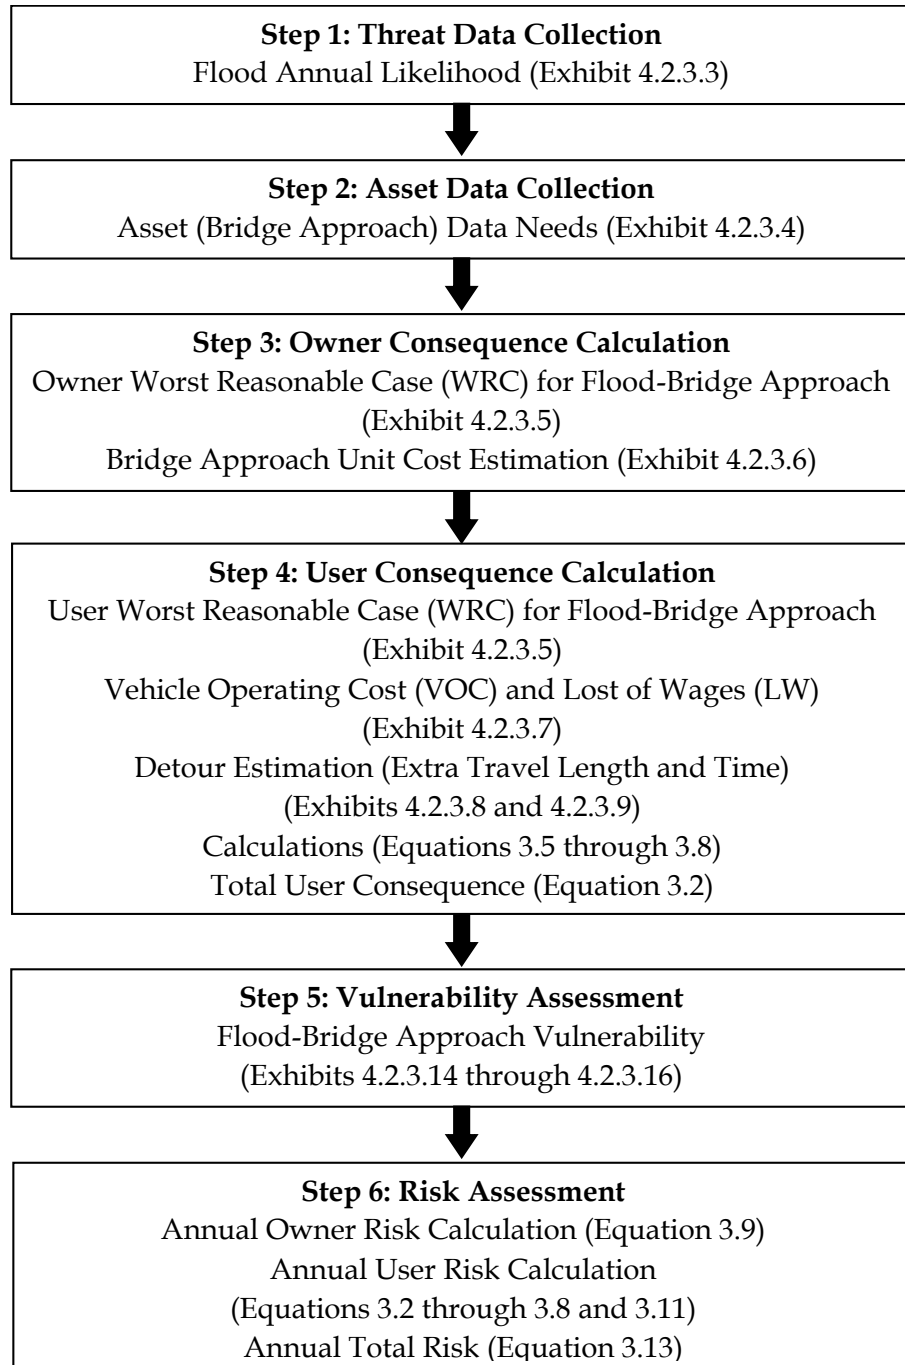 Step 1: Threat Data Collection
Flood Annual Likelihood (Exhibit 4.2.3.3)
Step 2: Asset Data Collection
Asset (Bridge Approach) Data Needs (Exhibit 4.2.3.4)
Step 3: Owner Consequence Calculation
Owner Worst Reasonable Case (WRC) for Flood-Bridge Approach
(Exhibit 4.2.3.5)
Bridge Approach Unit Cost Estimation (Exhibit 4.2.3.6)
Step 4: User Consequence Calculation
User Worst Reasonable Case (WRC) for Flood-Bridge Approach
(Exhibit 4.2.3.5)
Vehicle Operating Cost (VOC) and Lost of Wages (LW)
(Exhibit 4.2.3.7)
Detour Estimation (Extra Travel Length and Time)
(Exhibits 4.2.3.8 and 4.2.3.9)
Calculations (Equations 3.5 through 3.8)
Total User Consequence (Equation 3.2)
Step 5: Vulnerability Assessment
Flood-Bridge Approach Vulnerability
(Exhibits 4.2.3.14 through 4.2.3.16)
Step 6: Risk Assessment
Annual Owner Risk Calculation (Equation 3.9)
Annual User Risk Calculation
(Equations 3.2 through 3.8 and 3.11)
Annual Total Risk (Equation 3.13)